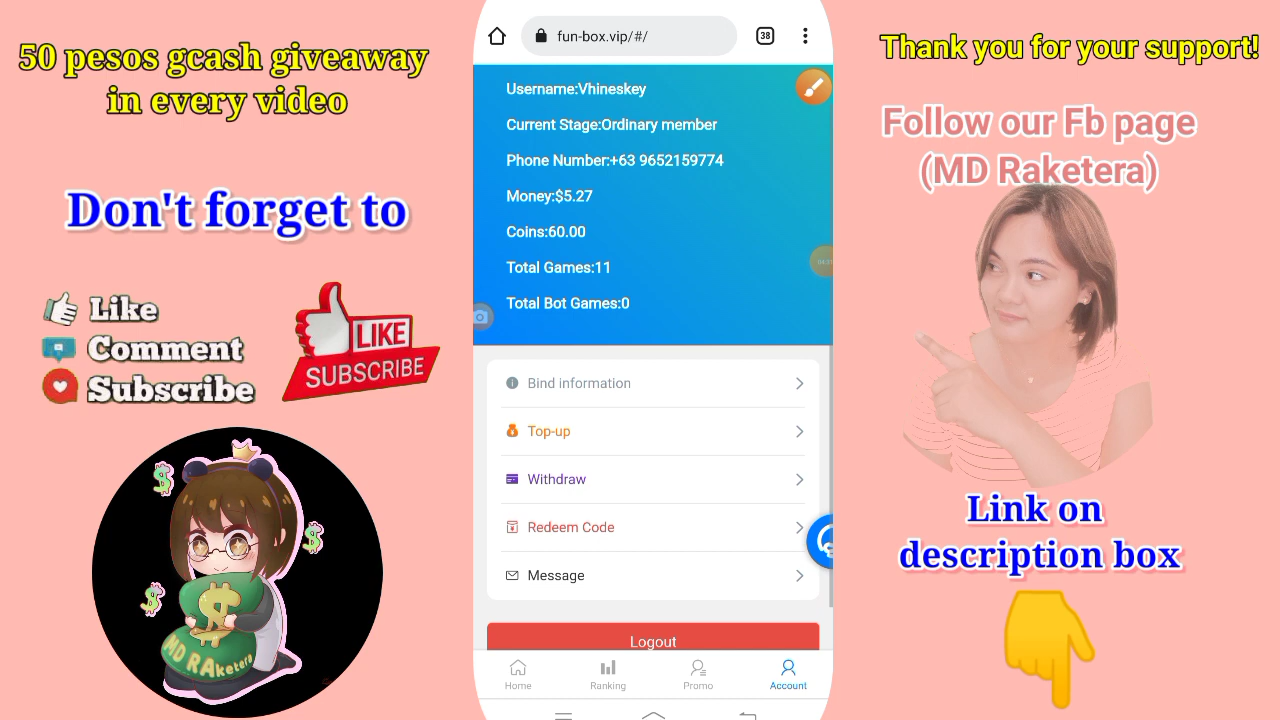 50 pesos gcash giveaway
in every video
Don't forget to
Like
Comment
Subscribe
LIKE
SUBSCRIBE
MD RAketera
fun-box.vip/#/
38
Username:Vhineskey
Current Stage:Ordinary member
Phone Number:+63 9652159774
Money:$5.27
Coins:60.00
Total Games:11
Total Bot Games:0
Bind information
Top-up
Withdraw
Redeem Code
Message
Logout
Home
Ranking
Promo
Account
Thank you for your support!
Follow our Fb page
(MD Raketera)
Link on
description box